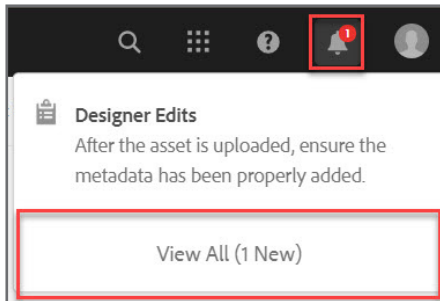 ?
1
Designer Edits
After the asset is uploaded, ensure the
metadata has been properly added.
View All (1 New)